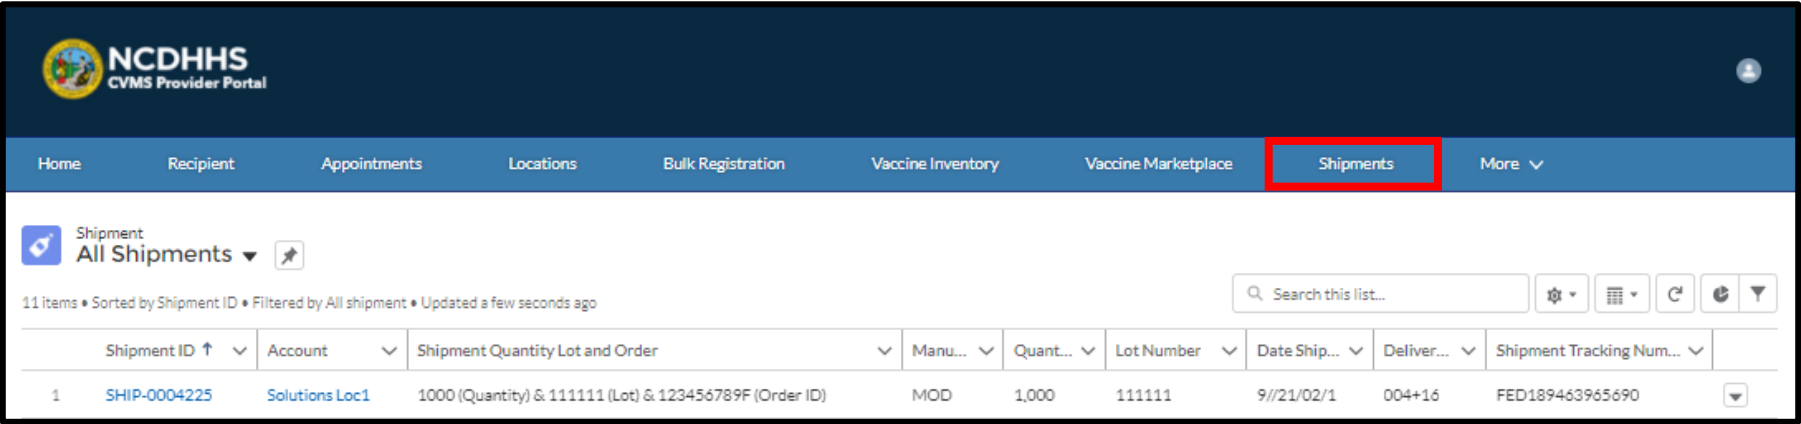 NCDHHS
CVMS Provider Portal
Home Recipient Appointments Locations Bulk Registration Vaccine Inventory Vaccine Marketplace Shipments More
Shipment
All Shipments
11 items • Sorted by Shipment ID • Filtered by All shipment • Updated a few seconds ago
Search this list...
Shipment ID Account Shipment Quantity Lot and Order Manu... Quant... Lot Number Date Ship... Deliver... Shipment Tracking Num...
1 SHIP-0004225 Solutions Loc1 1000 (Quantity) & 111111 (Lot) & 123456789F (Order ID) MOD 1,000 111111 9//21/02/1 004+16 FED189463965690